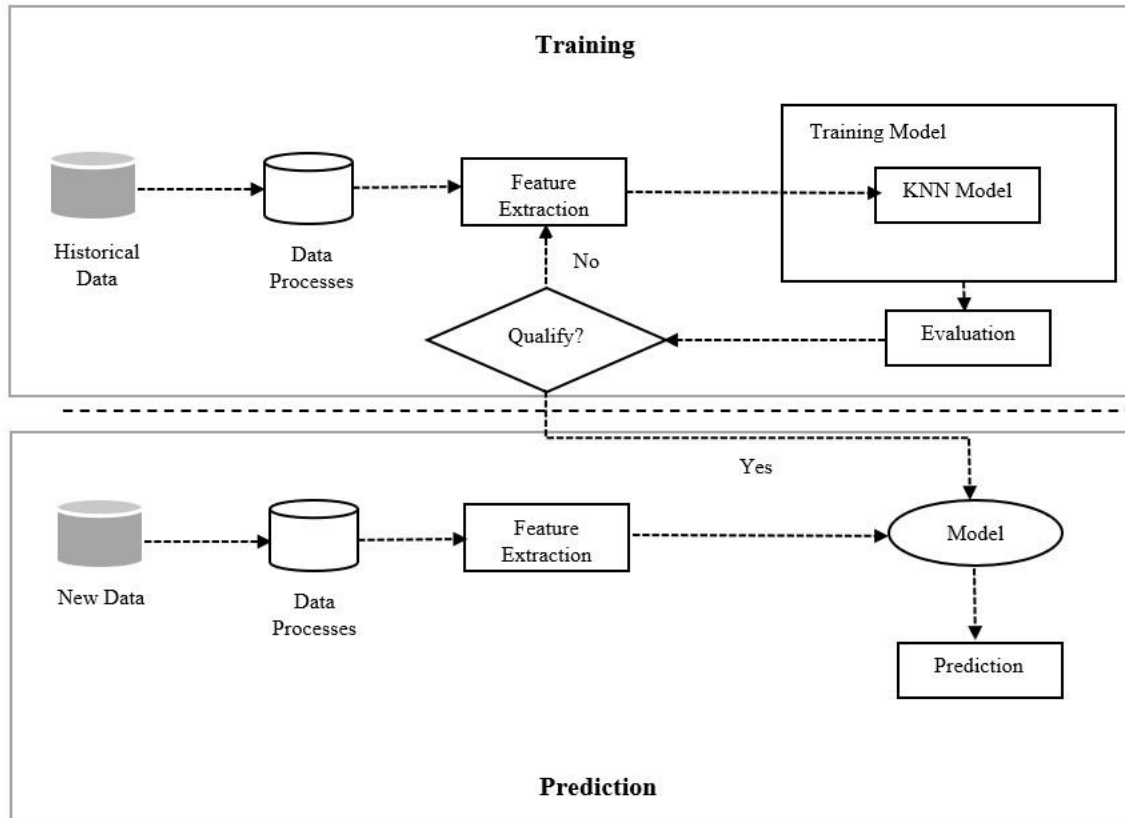 Training
Training Model
KNN Model
Feature
Extraction
Historical
Data
Data
Processes
No
Qualify?
Evaluation
Yes
Feature
Extraction
Model
New Data
Data
Processes
Prediction
Prediction